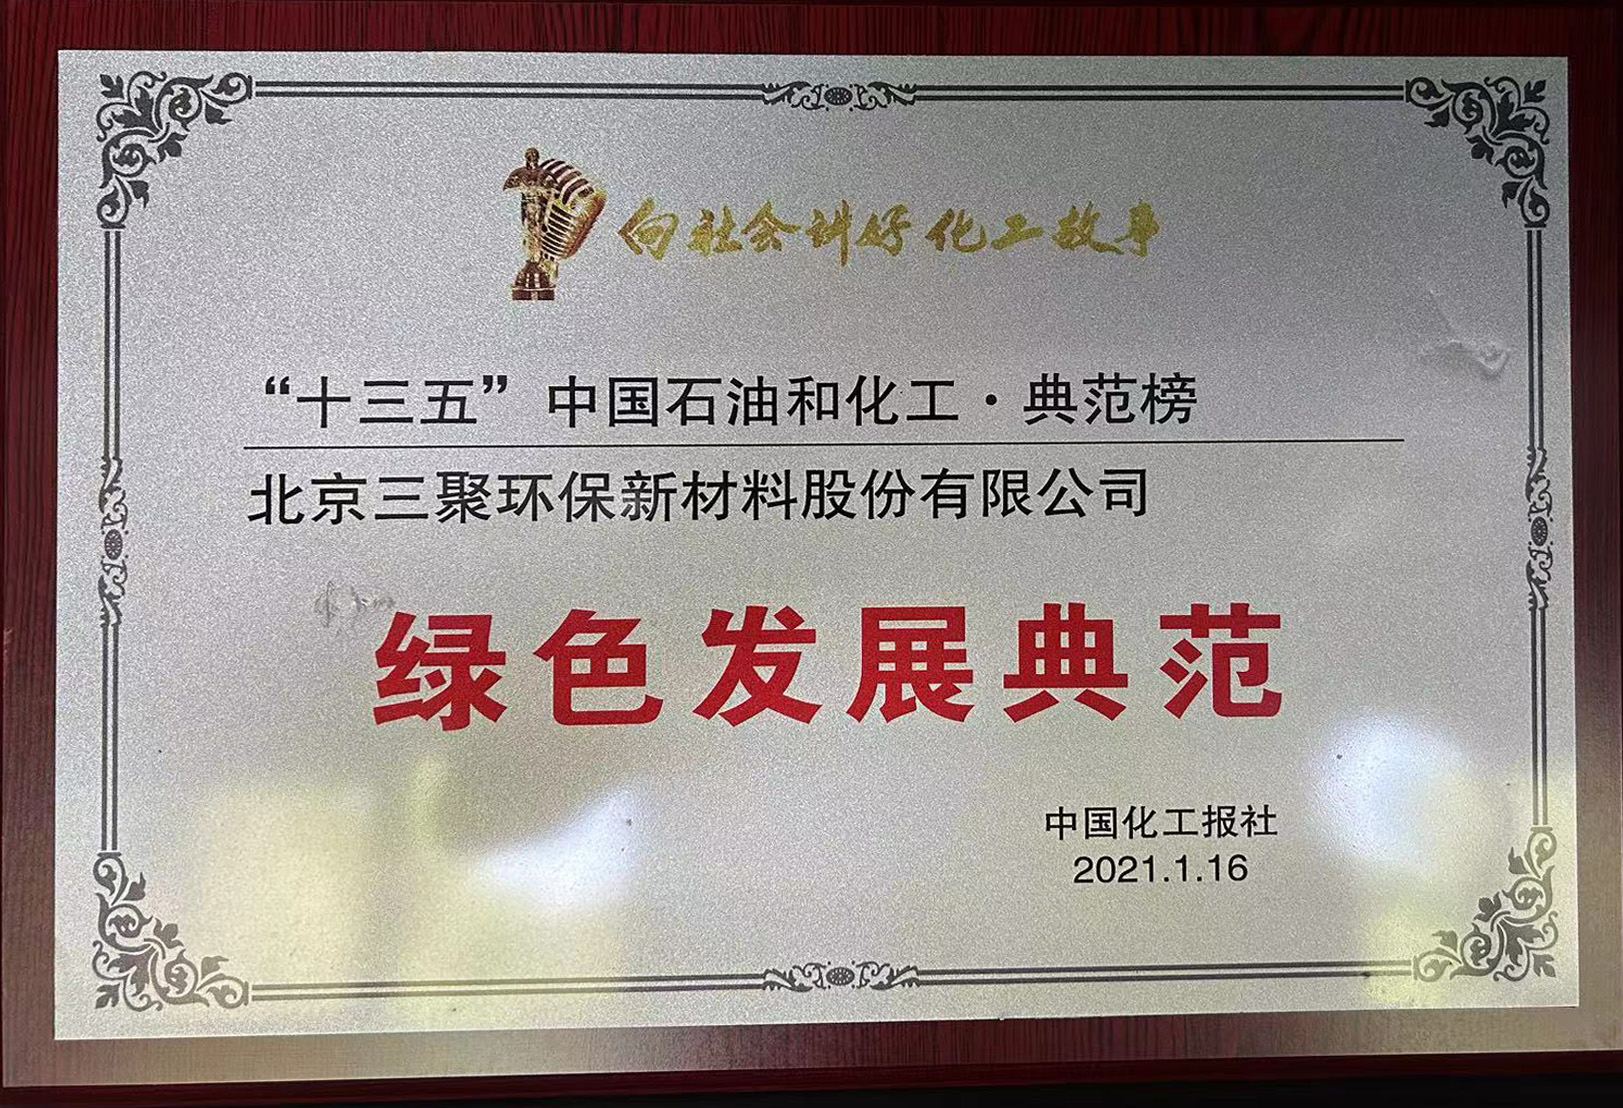 向社会讲好化工故事
“十三五”中国石油和化工·典范榜
北京三聚环保新材料股份有限公司
绿色发展典范
中国化工报社
2021.1.16